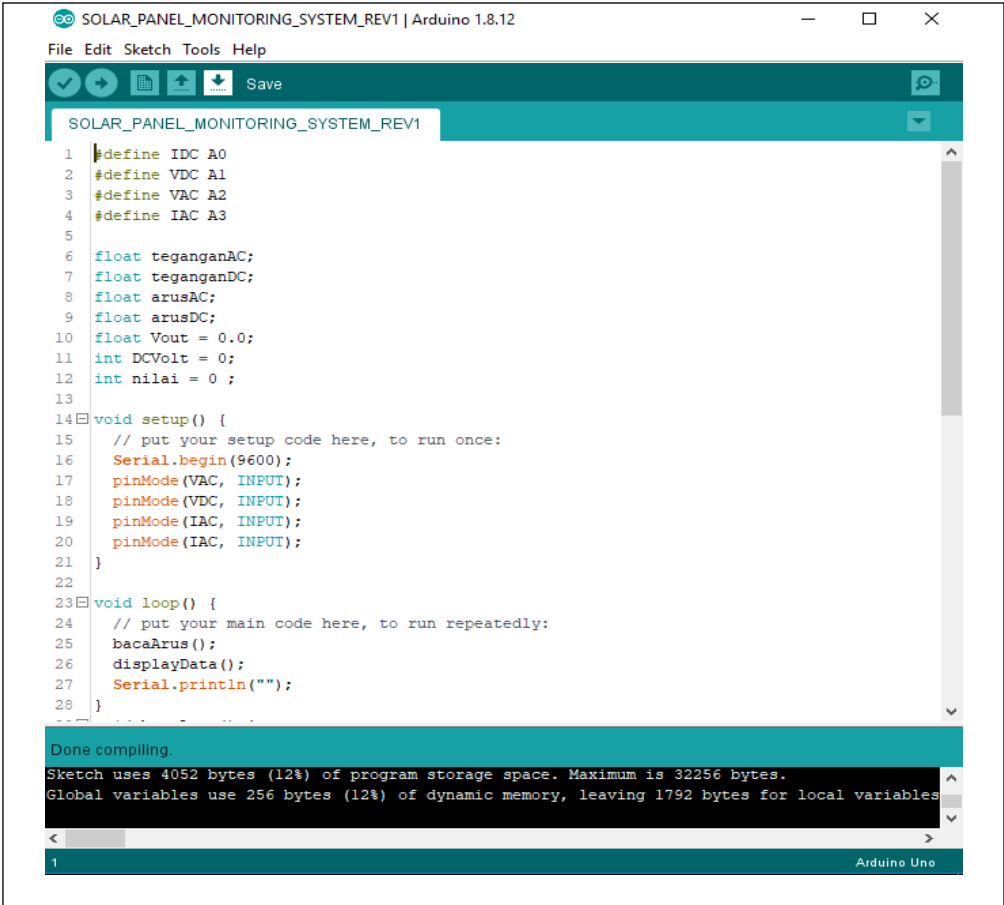 SOLAR_PANEL_MONITORING_SYSTEM_REV1 | Arduino 1.8.12
File Edit Sketch Tools Help
Save
SOLAR_PANEL_MONITORING_SYSTEM_REV1
1 #define IDC A0
2 #define VDC A1
3 #define VAC A2
4 #define IAC A3
5
6 float teganganAC;
7 float teganganDC;
8 float arusAC;
9 float arusDC;
10 float Vout = 0.0;
11 int DCVolt = 0;
12 int nilai = 0 ;
13
14 void setup() {
15 // put your setup code here, to run once:
16 Serial.begin(9600);
17 pinMode(VAC, INPUT);
18 pinMode(VDC, INPUT);
19 pinMode(IAC, INPUT);
20 pinMode(IAC, INPUT);
21 }
22
23 void loop() {
24 // put your main code here, to run repeatedly:
25 bacaArus();
26 displayData();
27 Serial.println("");
28 }
Done compiling.
Sketch uses 4052 bytes (12%) of program storage space. Maximum is 32256 bytes.
Global variables use 256 bytes (12%) of dynamic memory, leaving 1792 bytes for local variables
1 Arduino Uno